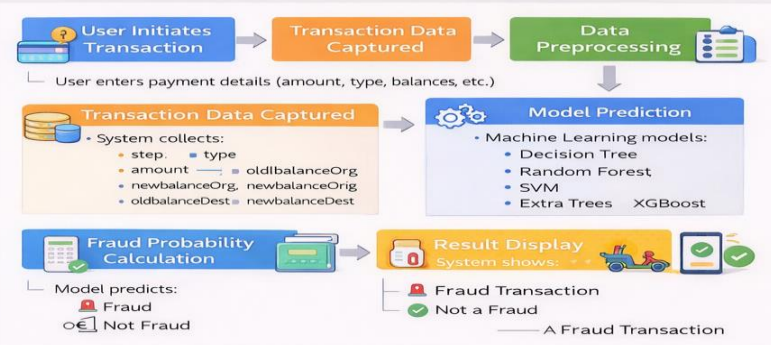 User Initiates
Transaction
Transaction Data
Captured
Data
Preprocessing
User enters payment details (amount, type, balances, etc.)
Transaction Data Captured
• System collects:
• step. ▪ type
• amount —; ▪ oldlbalanceOrg
• newbalanceOrg, newbalanceOrig
• oldbalanceDest ▪ newbalanceDest
Model Prediction
• Machine Learning models:
• Decision Tree
• Random Forest
• SVM
• Extra Trees XGBoost
Fraud Probability
Calculation
Model predicts:
Fraud
Not Fraud
Result Display
System shows:
Fraud Transaction
Not a Fraud
A Fraud Transaction